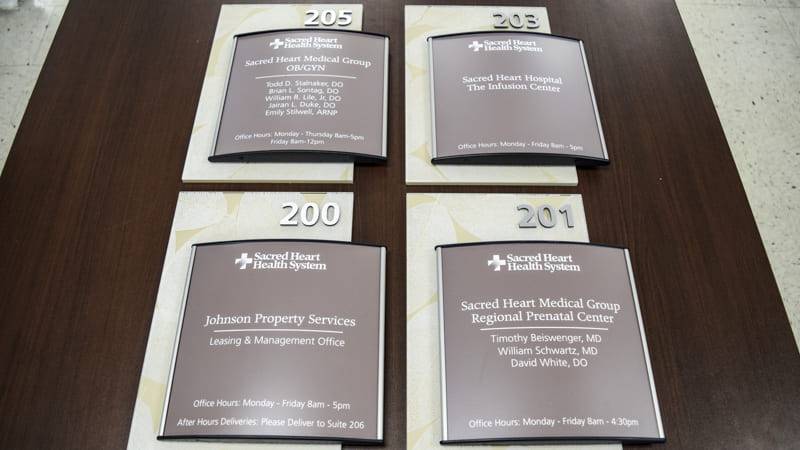 205
Sacred Heart
Health System
Sacred Heart Medical Group
OB/GYN
Todd D. Stalnaker, DO
Brian L. Sontag, DO
William R. Lile, Jr, DO
Jairan L. Duke, DO
Emily Stilwell, ARNP
Office Hours: Monday - Thursday 8am-5pm
Friday 8am-12pm
203
Sacred Heart
Health System
Sacred Heart Hospital
The Infusion Center
Office Hours: Monday - Friday 8am - 5pm
200
Sacred Heart
Health System
Johnson Property Services
Leasing & Management Office
Office Hours: Monday - Friday 8am - 5pm
After Hours Deliveries: Please Deliver to Suite 206
201
Sacred Heart
Health System
Sacred Heart Medical Group
Regional Prenatal Center
Timothy Beiswenger, MD
William Schwartz, MD
David White, DO
Office Hours: Monday - Friday 8am - 4:30pm